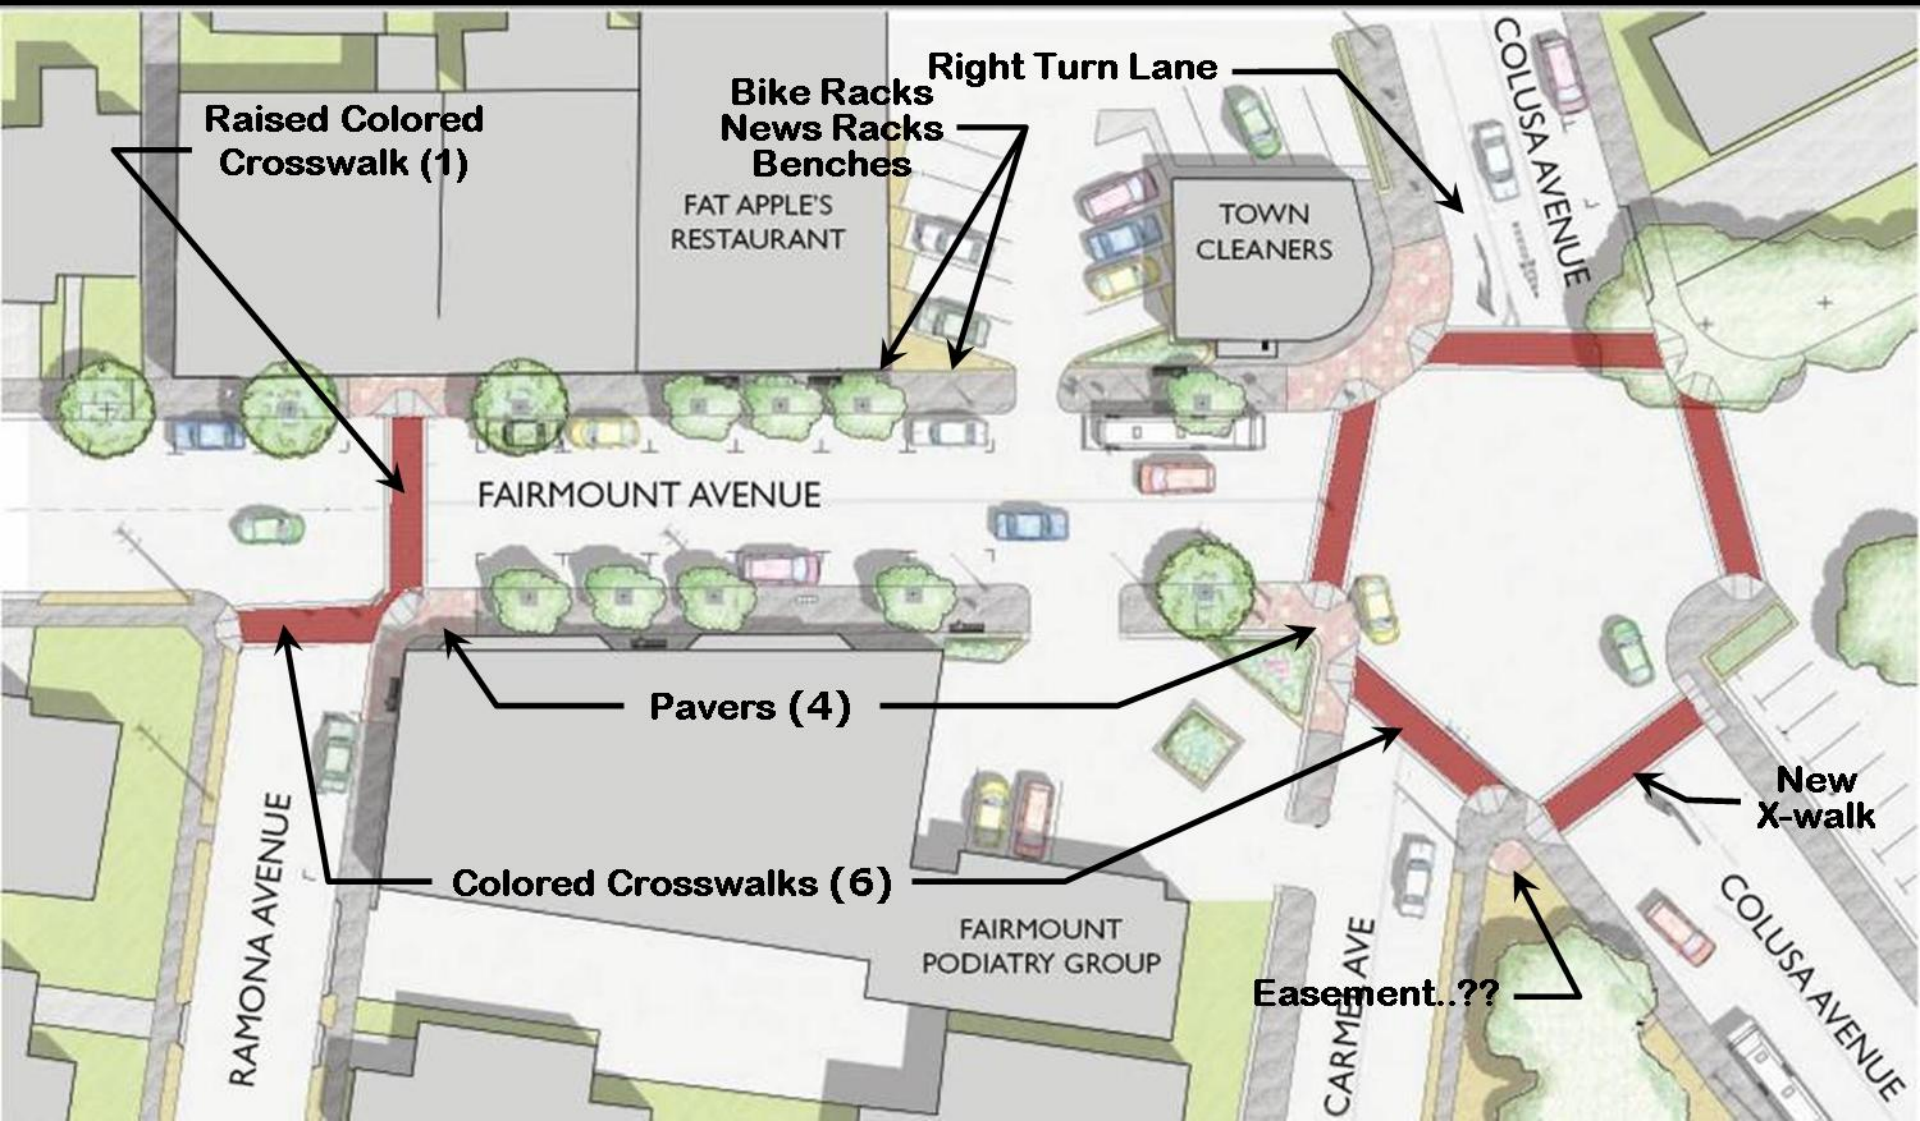 Right Turn Lane
Bike Racks
News Racks
Benches
Raised Colored
Crosswalk (1)
COLUSA AVENUE
FAT APPLE'S
RESTAURANT
TOWN
CLEANERS
FAIRMOUNT AVENUE
Pavers (4)
New
X-walk
Colored Crosswalks (6)
RAMONA AVENUE
FAIRMOUNT
PODIATRY GROUP
Easement..??
CARMEL AVE
COLUSA AVENUE